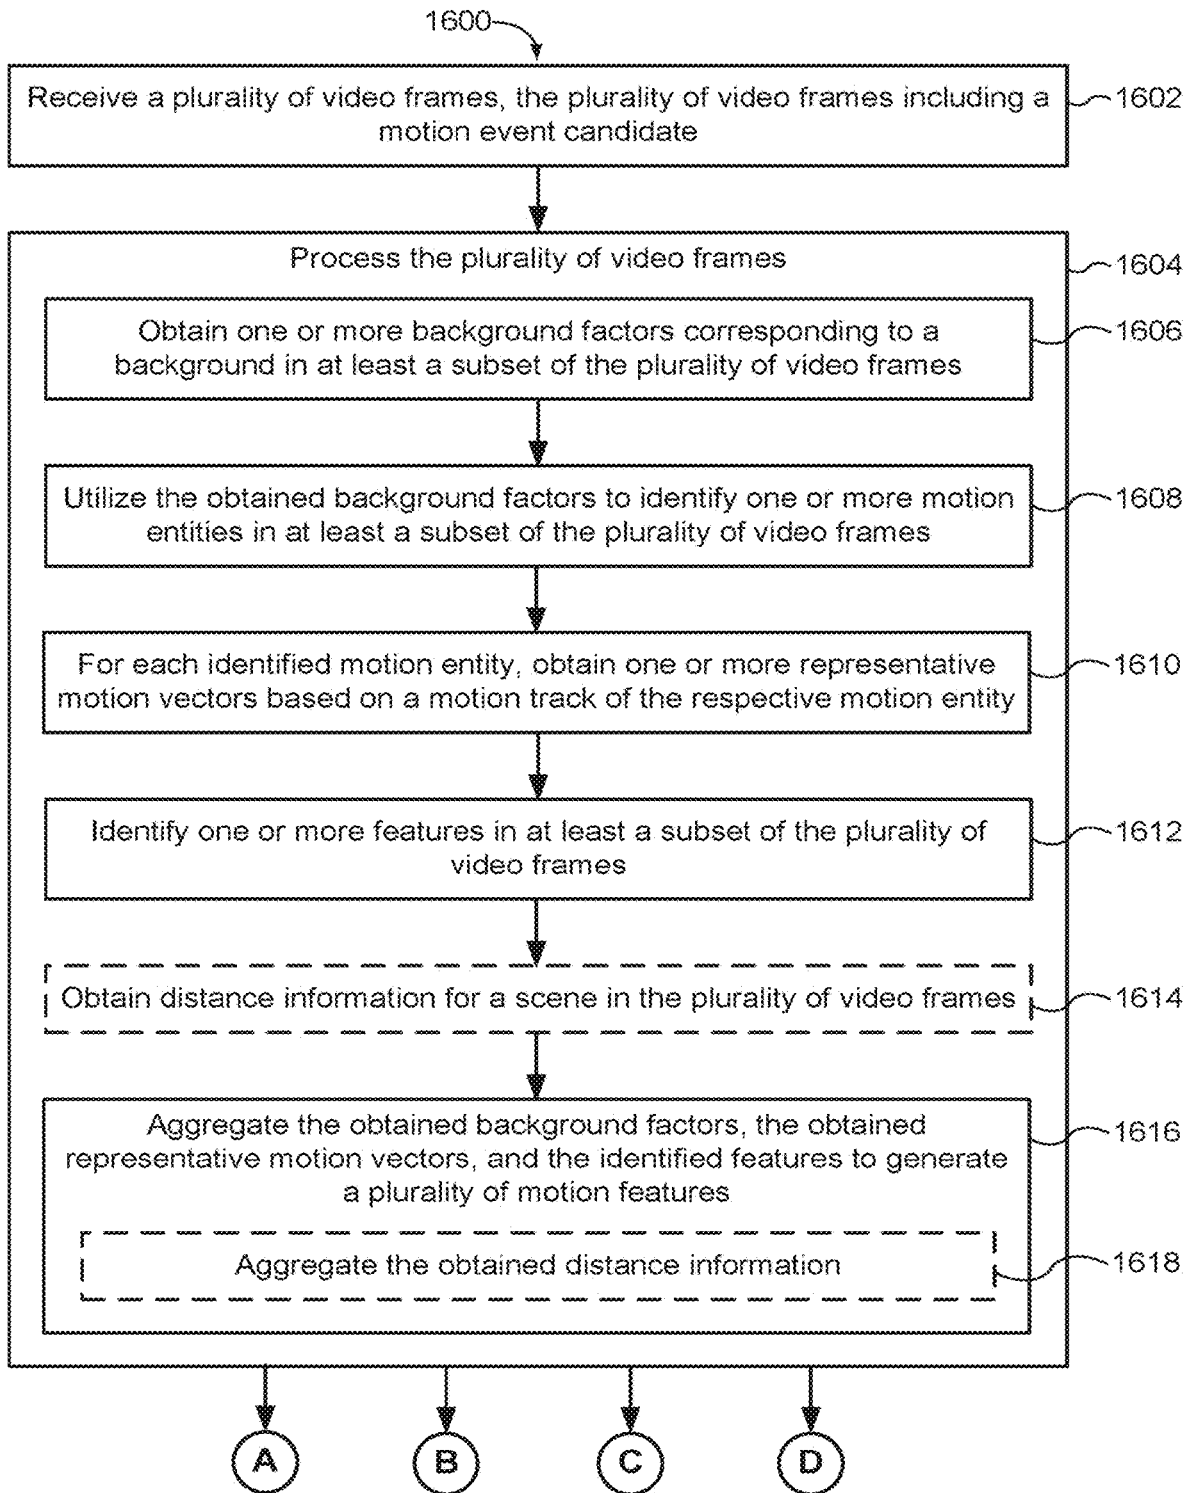 1600
Receive a plurality of video frames, the plurality of video frames including a
motion event candidate
1602
Process the plurality of video frames
1604
Obtain one or more background factors corresponding to a
background in at least a subset of the plurality of video frames
1606
Utilize the obtained background factors to identify one or more motion
entities in at least a subset of the plurality of video frames
1608
For each identified motion entity, obtain one or more representative
motion vectors based on a motion track of the respective motion entity
1610
Identify one or more features in at least a subset of the plurality of
video frames
1612
Obtain distance information for a scene in the plurality of video frames
1614
Aggregate the obtained background factors, the obtained
representative motion vectors, and the identified features to generate
a plurality of motion features
1616
Aggregate the obtained distance information
1618
A B C D